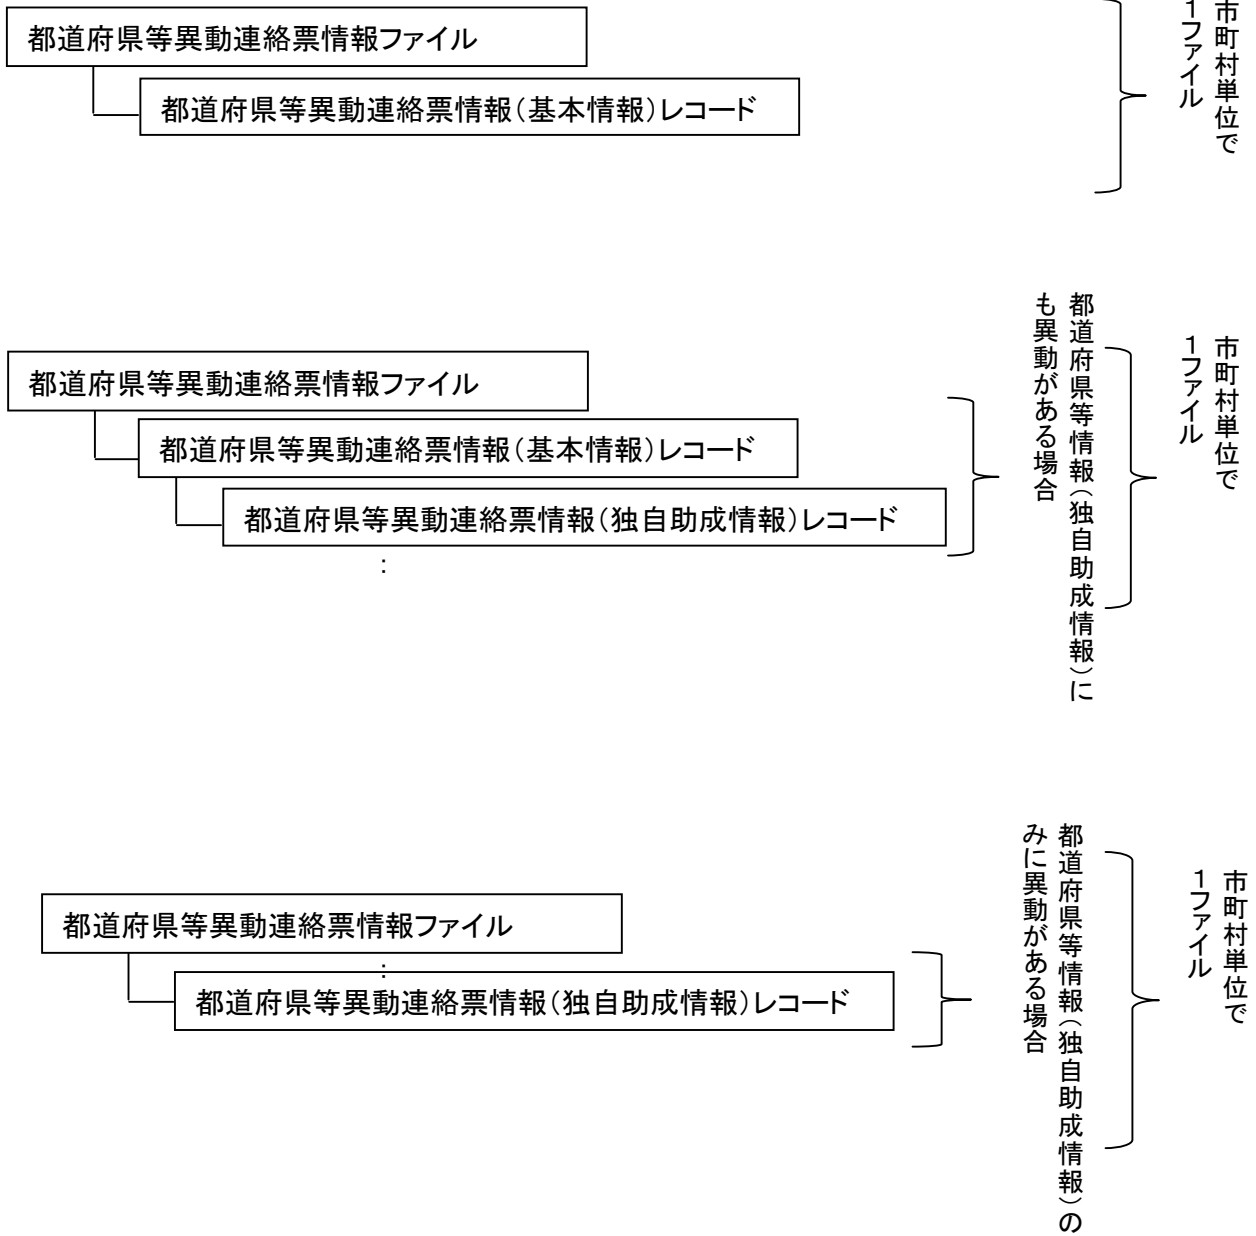 都道府県等異動連絡票情報ファイル
都道府県等異動連絡票情報（基本情報）レコード
市町村単位で
1ファイル
都道府県等異動連絡票情報ファイル
都道府県等異動連絡票情報（基本情報）レコード
都道府県等異動連絡票情報（独自助成情報）レコード
：
都道府県等情報（独自助成情報）に
も異動がある場合
市町村単位で
1ファイル
都道府県等異動連絡票情報ファイル
：
都道府県等異動連絡票情報（独自助成情報）レコード
都道府県等情報（独自助成情報）の
みに異動がある場合
市町村単位で
1ファイル